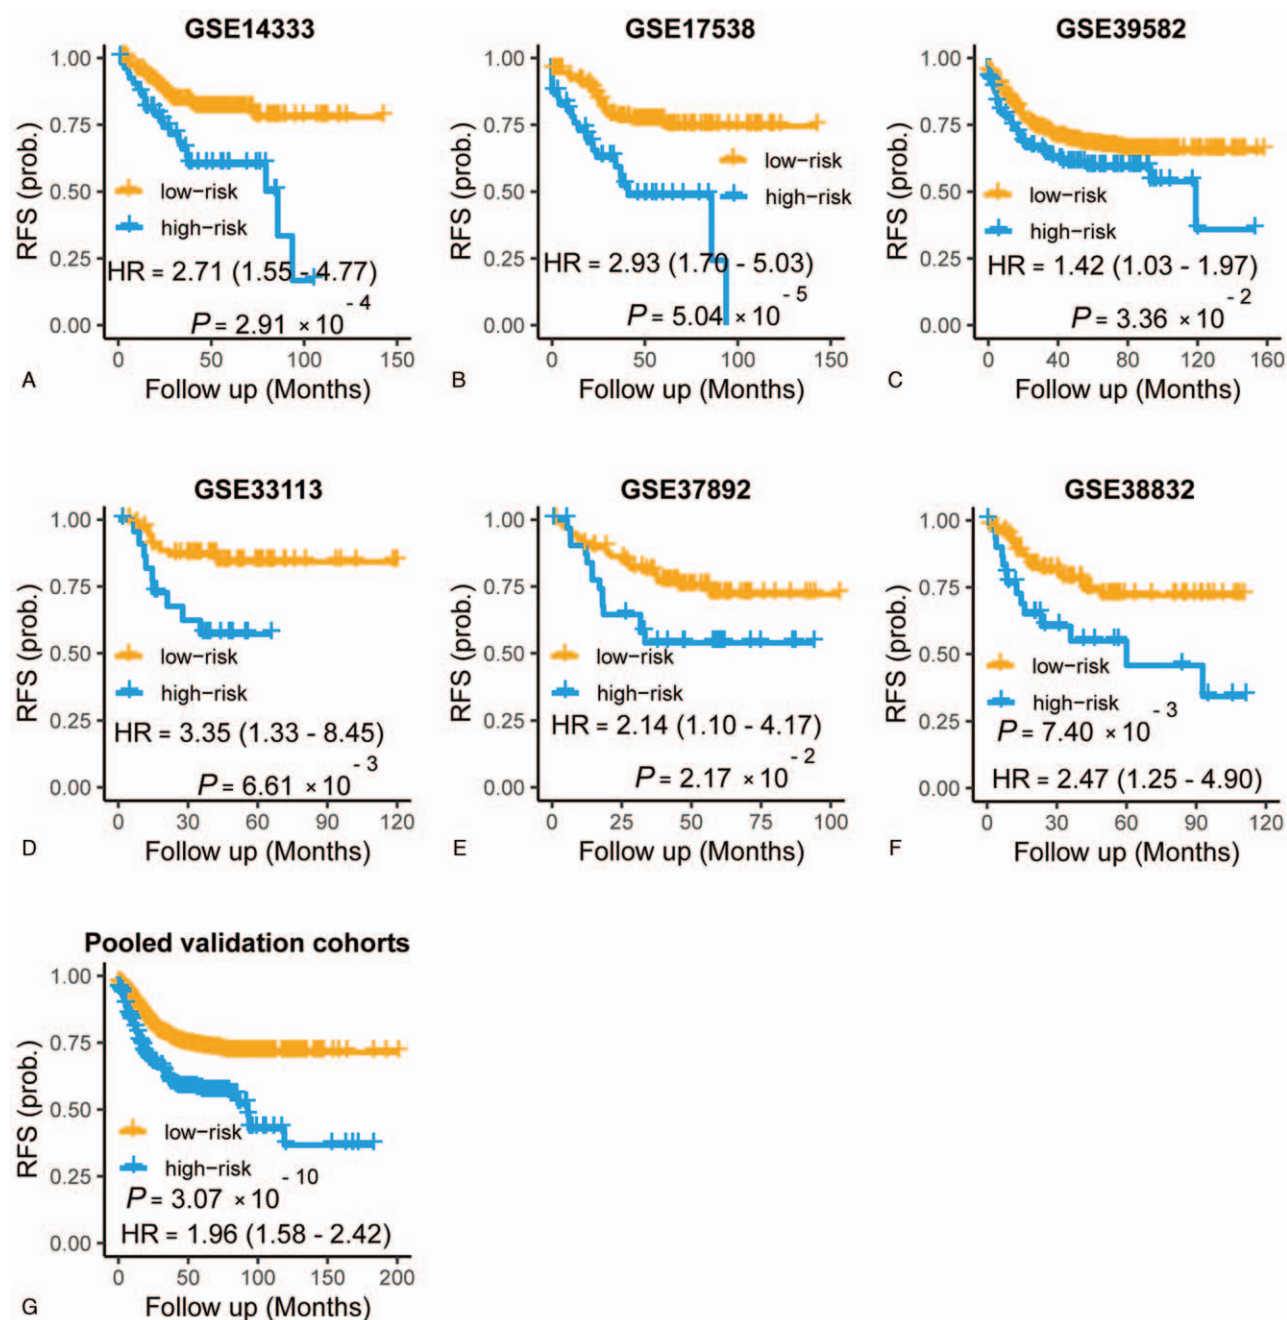 GSE14333
1.00
0.75
0.50
0.25
0.00
RFS (prob.)
low-risk
high-risk
HR = 2.71 (1.55 - 4.77)
P = 2.91 × 10 - 4
0 50 100 150
Follow up (Months)
A
GSE17538
1.00
0.75
0.50
0.25
0.00
RFS (prob.)
low-risk
high-risk
HR = 2.93 (1.70 - 5.03)
P = 5.04 × 10 - 5
0 50 100 150
Follow up (Months)
B
GSE39582
1.00
0.75
0.50
0.25
0.00
RFS (prob.)
low-risk
high-risk
HR = 1.42 (1.03 - 1.97)
P = 3.36 × 10 - 2
0 40 80 120 160
Follow up (Months)
C
GSE33113
1.00
0.75
0.50
0.25
0.00
RFS (prob.)
low-risk
high-risk
HR = 3.35 (1.33 - 8.45)
P = 6.61 × 10 - 3
0 30 60 90 120
Follow up (Months)
D
GSE37892
1.00
0.75
0.50
0.25
0.00
RFS (prob.)
low-risk
high-risk
HR = 2.14 (1.10 - 4.17)
P = 2.17 × 10 - 2
0 25 50 75 100
Follow up (Months)
E
GSE38832
1.00
0.75
0.50
0.25
0.00
RFS (prob.)
low-risk
high-risk
P = 7.40 × 10 - 3
HR = 2.47 (1.25 - 4.90)
0 30 60 90 120
Follow up (Months)
F
Pooled validation cohorts
1.00
0.75
0.50
0.25
0.00
RFS (prob.)
low-risk
high-risk
P = 3.07 × 10 - 10
HR = 1.96 (1.58 - 2.42)
0 50 100 150 200
Follow up (Months)
G